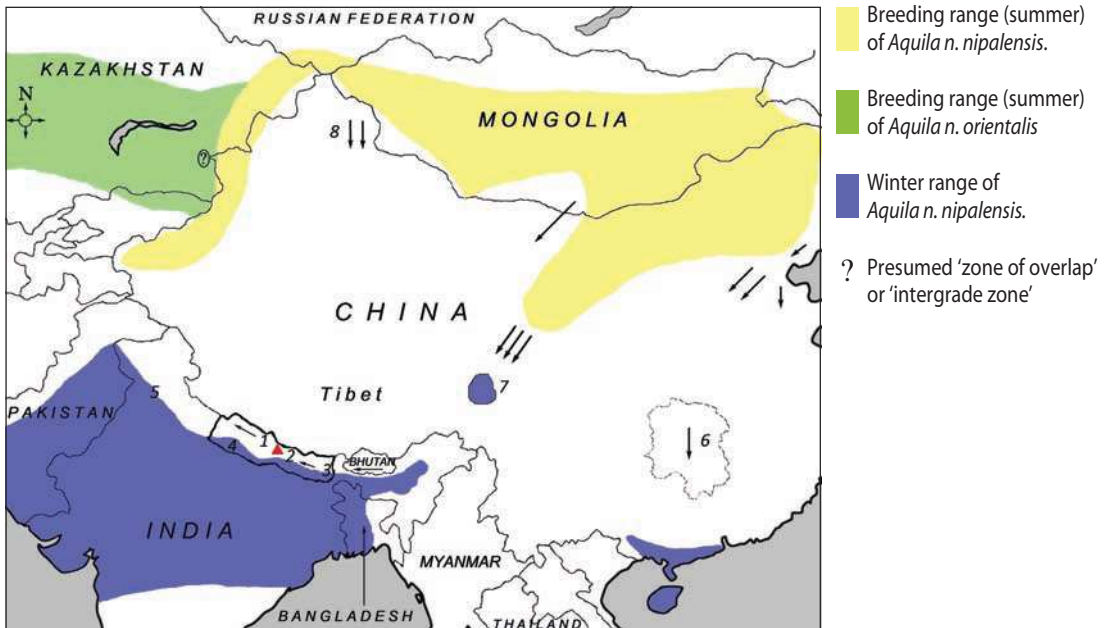 RUSSIAN FEDERATION
KAZAKHSTAN
N
MONGOLIA
8
?
CHINA
Tibet
7
5
PAKISTAN
1
4
2
3
BHUTAN
6
INDIA
MYANMAR
BANGLADESH
THAILAND
Breeding range (summer)
of Aquila n. nipalensis.
Breeding range (summer)
of Aquila n. orientalis
Winter range of
Aquila n. nipalensis.
? Presumed ‘zone of overlap’
or ‘intergrade zone’